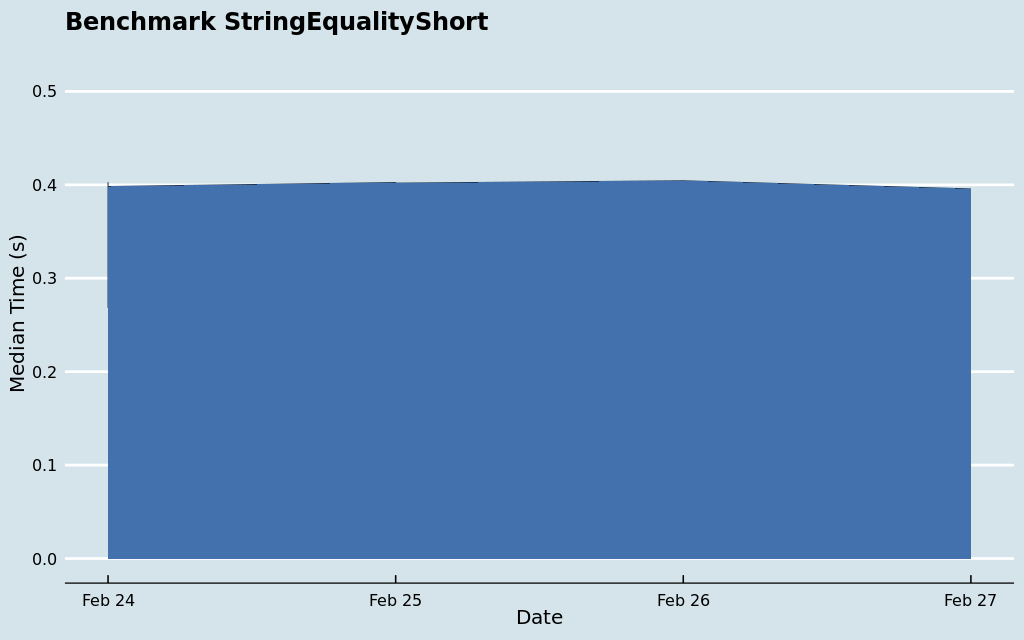 Benchmark StringEqualityShort
0.5
0.4
0.3
0.2
0.1
0.0
Median Time (s)
Feb 24
Feb 25
Feb 26
Feb 27
Date